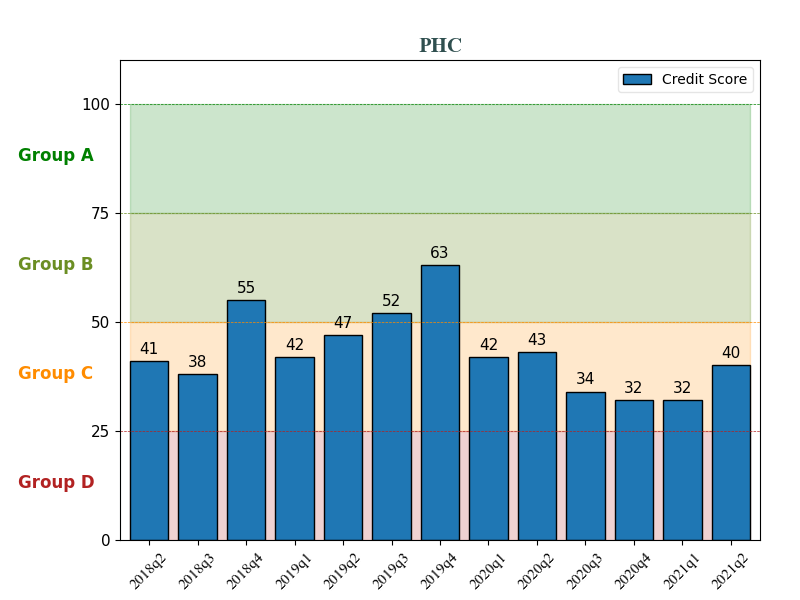 PHC
Credit Score
100
Group A
75
Group B
63
55
52
50
47
41
38
42
42
43
34
32
32
40
Group C
25
Group D
0
2018q2
2018q3
2018q4
2019q1
2019q2
2019q3
2019q4
2020q1
2020q2
2020q3
2020q4
2021q1
2021q2